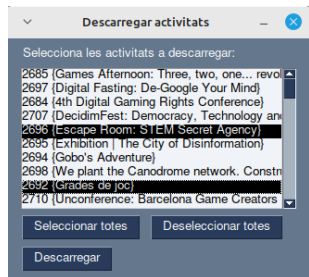 Descarregar activitats
Selecciona les activitats a descarregar:
2685 {Games Afternoon: Three, two, one... revol
2697 {Digital Fasting: De-Google Your Mind}
2684 {4th Digital Gaming Rights Conference}
2707 {DecidimFest: Democracy, Technology and
2696 {Escape Room: STEM Secret Agency}
2695 {Exhibition | The City of Disinformation}
2694 {Gobo's Adventure}
2698 {We plant the Canodrome network. Constru
2692 {Grades de joc}
2710 {Unconference: Barcelona Game Creators
Seleccionar totes
Deseleccionar totes
Descarregar